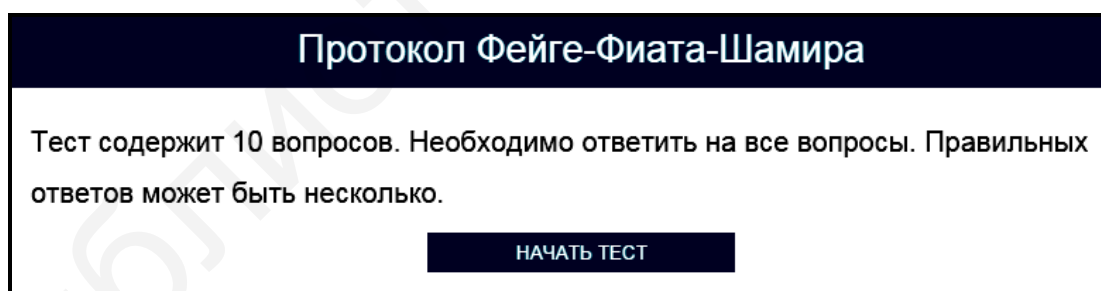 Протокол Фейге-Фиата-Шамира
Тест содержит 10 вопросов. Необходимо ответить на все вопросы. Правильных
ответов может быть несколько.
НАЧАТЬ ТЕСТ